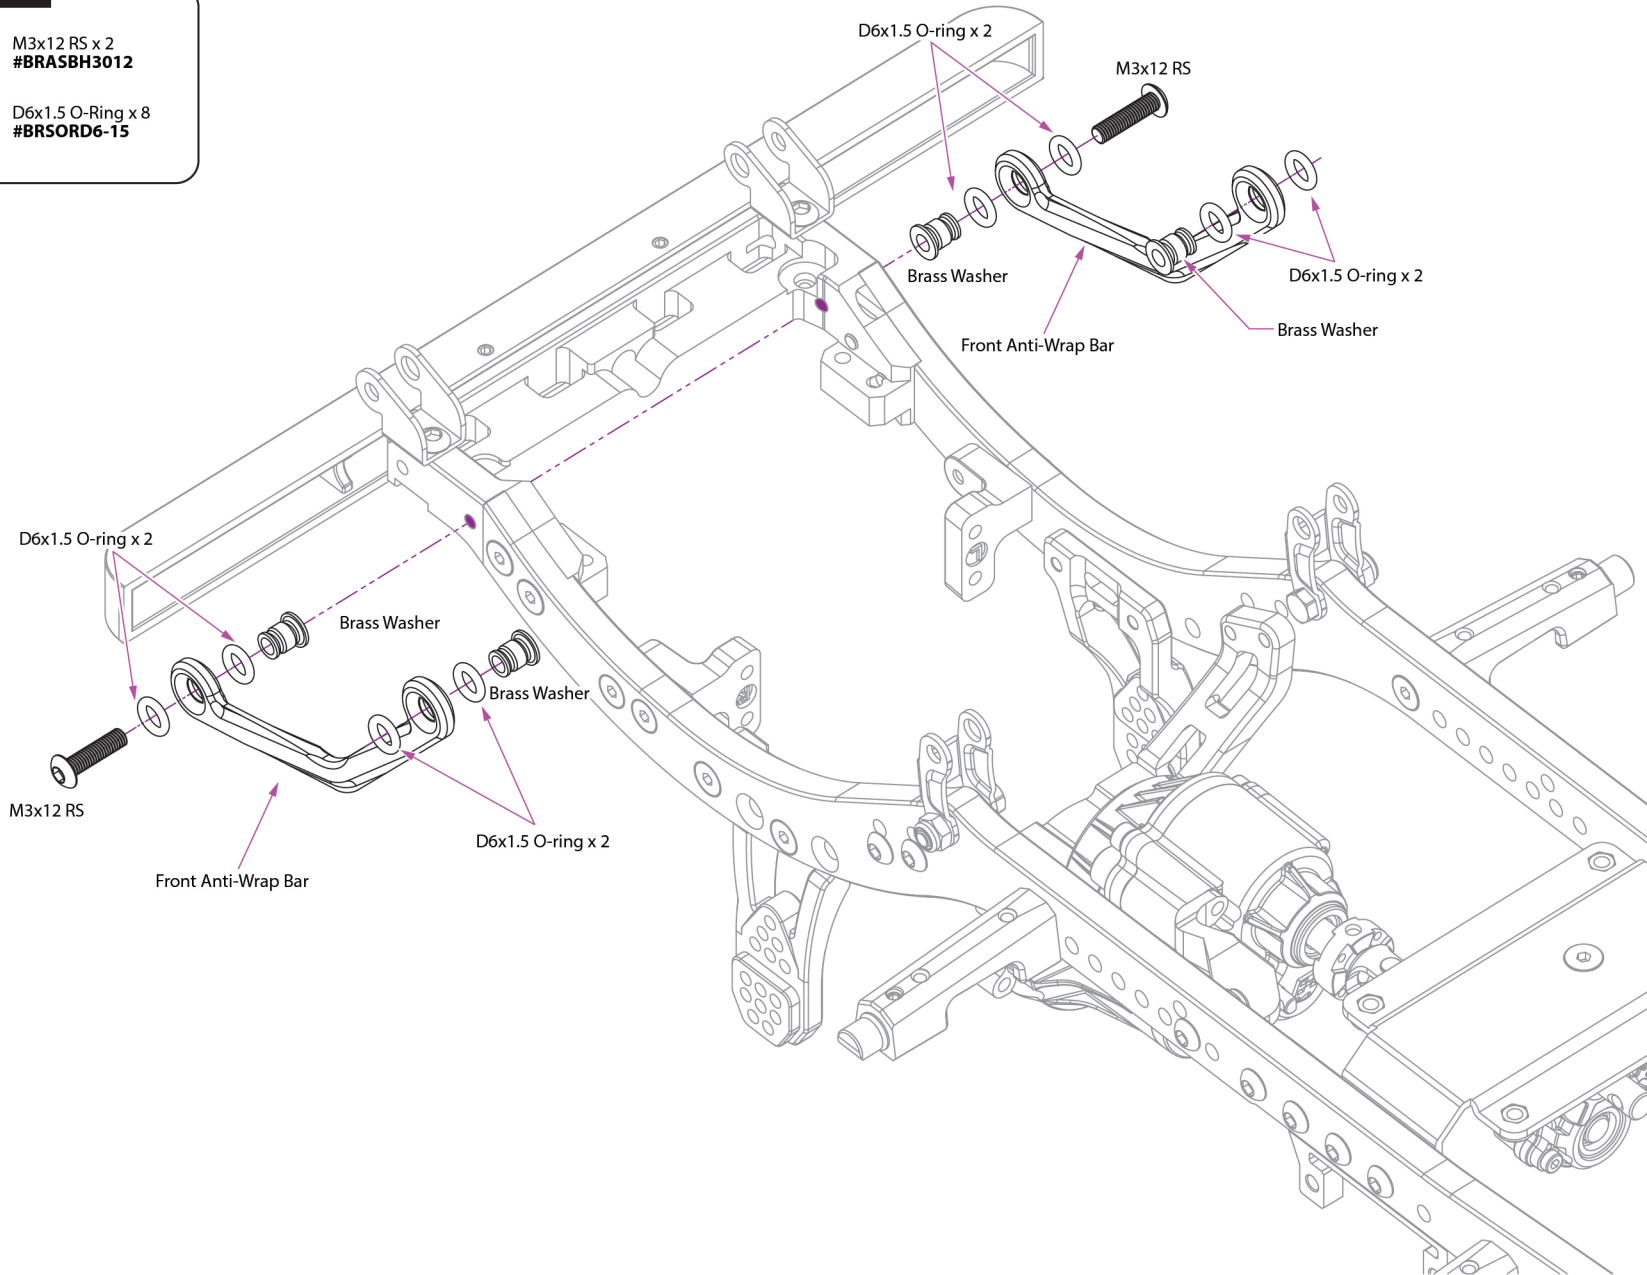 M3x12 RS x 2
#BRASBH3012
D6x1.5 O-Ring x 8
#BRSORD6-15
D6x1.5 O-ring x 2
M3x12 RS
Brass Washer
Front Anti-Wrap Bar
D6x1.5 O-ring x 2
Brass Washer
D6x1.5 O-ring x 2
Brass Washer
Brass Washer
M3x12 RS
D6x1.5 O-ring x 2
Front Anti-Wrap Bar